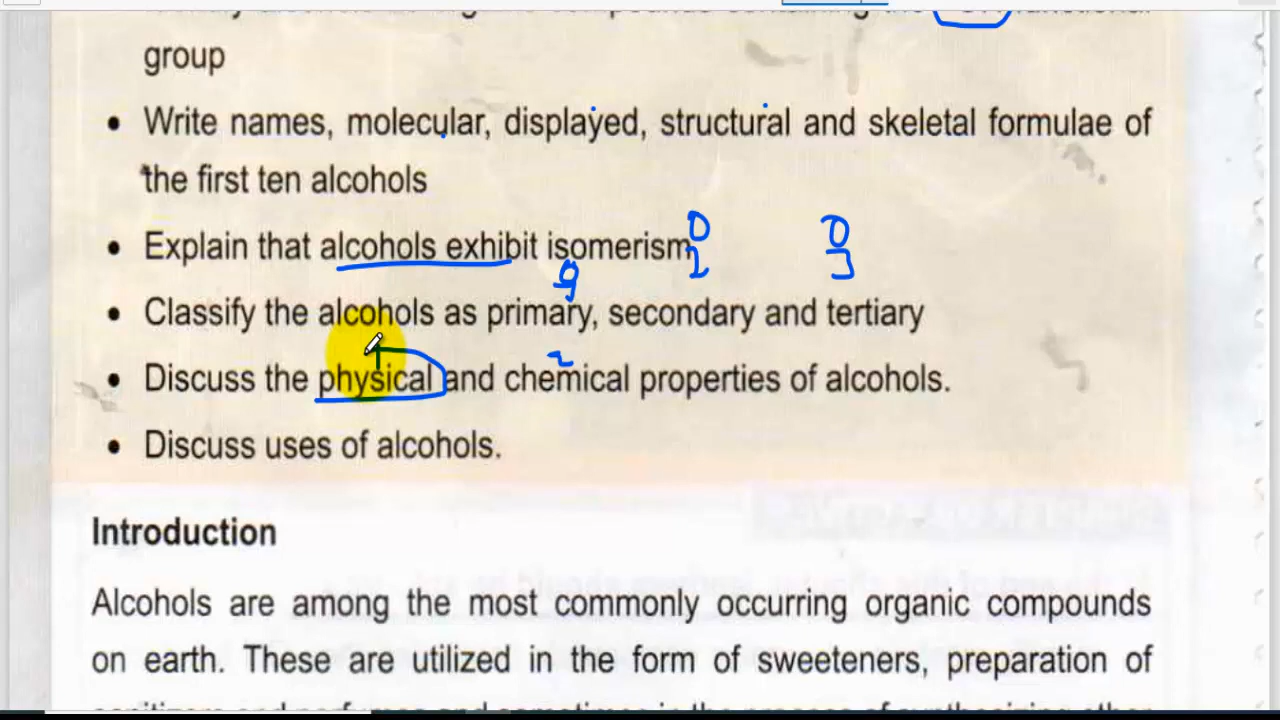 group
• Write names, molecular, displayed, structural and skeletal formulae of
the first ten alcohols
• Explain that alcohols exhibit isomerism
• Classify the alcohols as primary, secondary and tertiary
• Discuss the physical and chemical properties of alcohols.
• Discuss uses of alcohols.
Introduction
Alcohols are among the most commonly occurring organic compounds
on earth. These are utilized in the form of sweeteners, preparation of